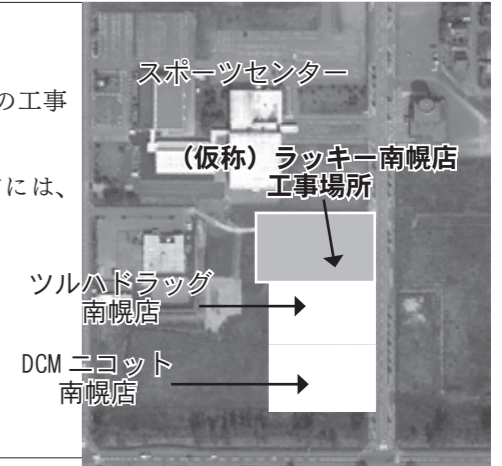 の工事
には、
スポーツセンター
（仮称）ラッキー南幌店
工事場所
ツルハドラッグ
南幌店
DCM ニコット
南幌店